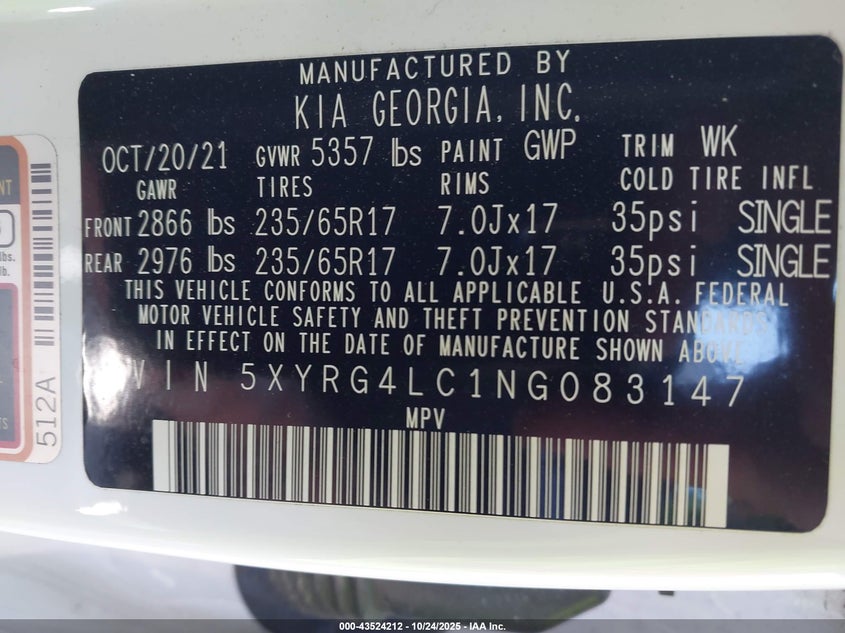 MANUFACTURED BY
KIA GEORGIA, INC.
OCT/20/21 GVWR 5357 lbs PAINT GWP TRIM WK
GAWR TIRES RIMS COLD TIRE INFL
FRONT 2866 lbs 235/65R17 7.0Jx17 35psi SINGLE
REAR 2976 lbs 235/65R17 7.0Jx17 35psi SINGLE
THIS VEHICLE CONFORMS TO ALL APPLICABLE U.S.A. FEDERAL
MOTOR VEHICLE SAFETY AND THEFT PREVENTION STANDARDS
IN EFFECT ON THE DATE OF MANUFACTURE SHOWN ABOVE.
VIN 5XYRG4LC1NG083147
MPV
512A
lbs.
lb.
000-43524212 - 10/24/2025 - IAA Inc.